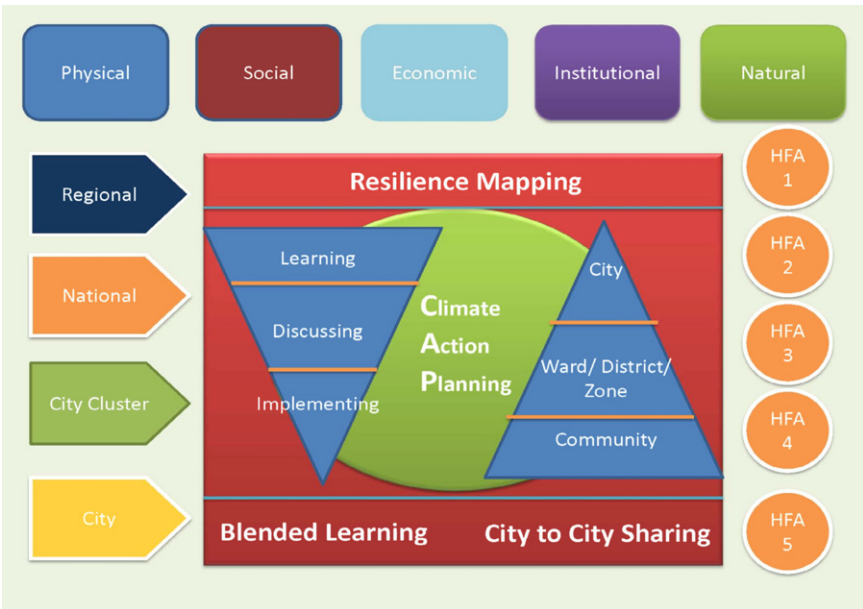 Physical
Social
Economic
Institutional
Natural
Regional
National
City Cluster
City
Resilience Mapping
Learning
Discussing
Implementing
Climate
Action
Planning
City
Ward/ District/
Zone
Community
Blended Learning
City to City Sharing
HFA
1
HFA
2
HFA
3
HFA
4
HFA
5